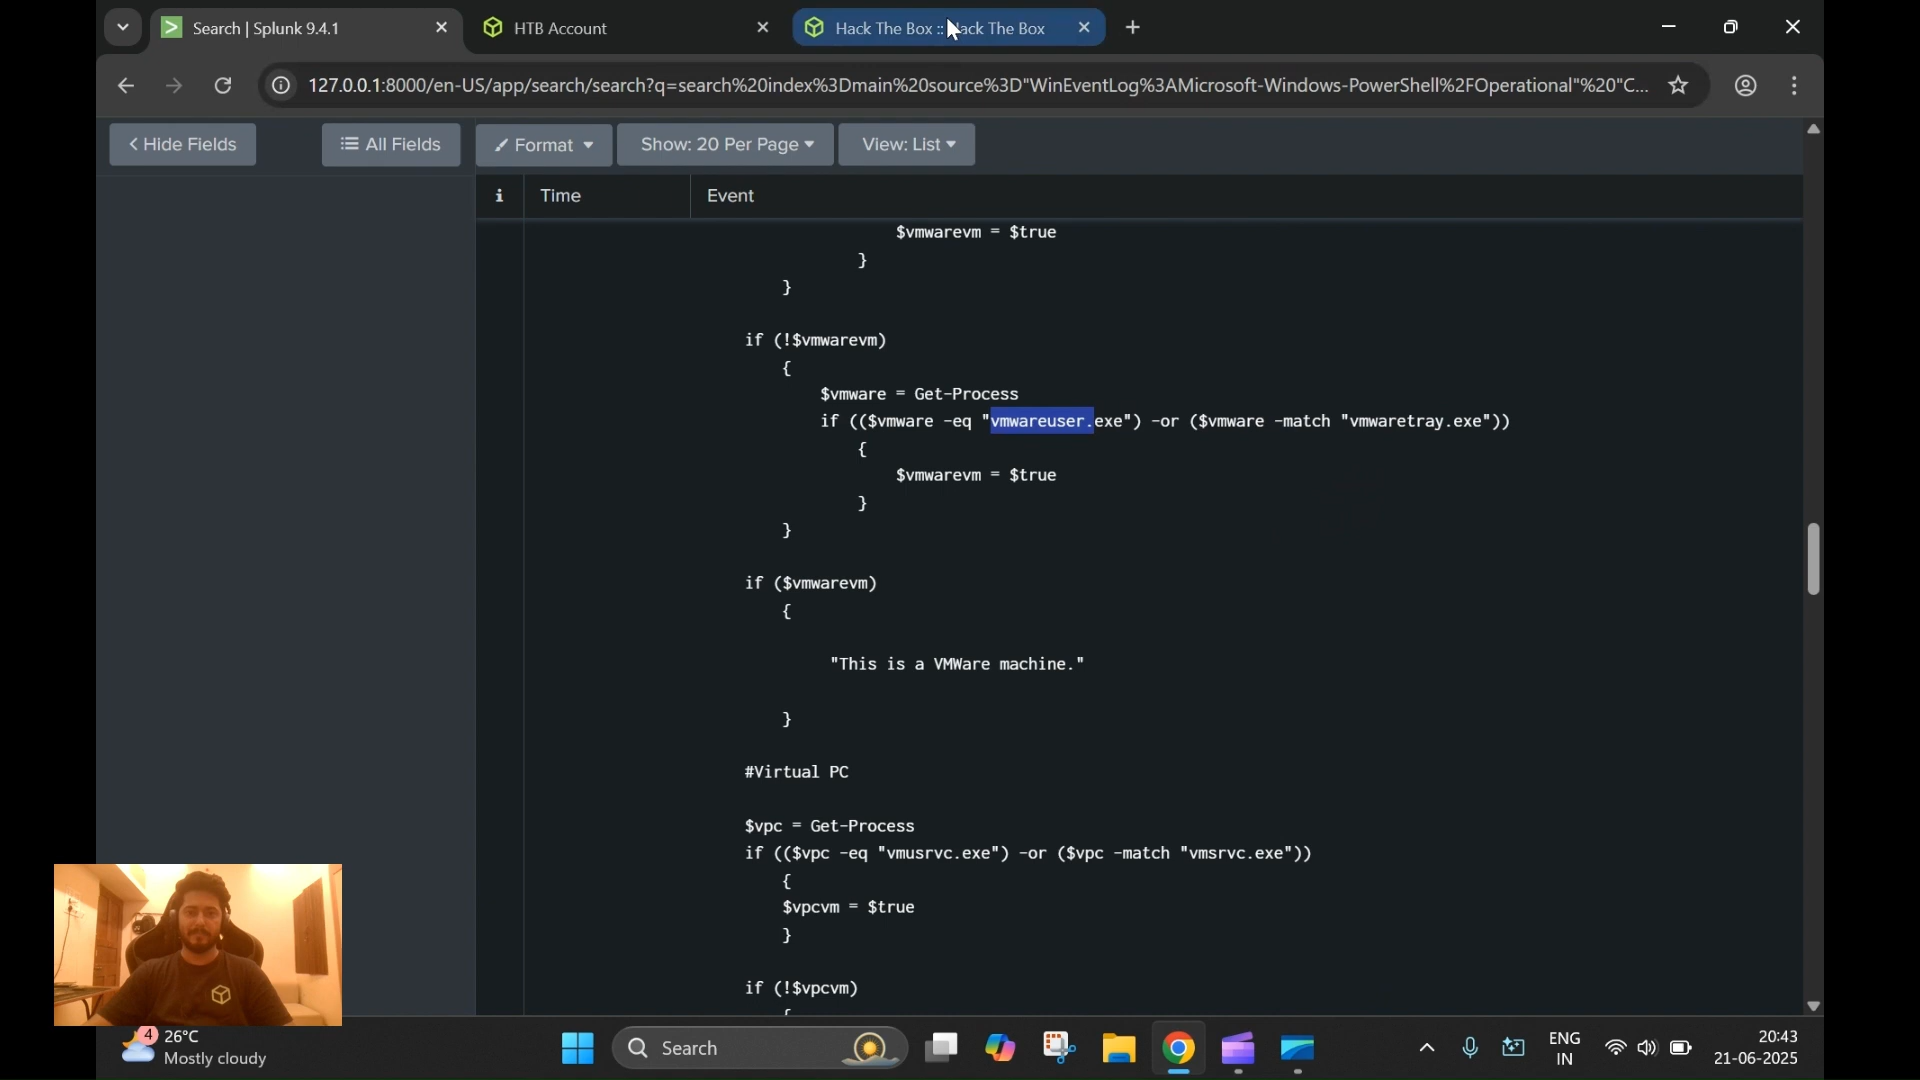 Search | Splunk 9.4.1
HTB Account
Hack The Box :: Hack The Box
127.0.0.1:8000/en-US/app/search/search?q=search%20index%3Dmain%20source%3D"WinEventLog%3AMicrosoft-Windows-PowerShell%2FOperational"%20"C...
< Hide Fields
All Fields
Format
Show: 20 Per Page
View: List
i
Time
Event
$vmwarevm = $true
}
}
if (!$vmwarevm)
{
$vmware = Get-Process
if (($vmware -eq "vmwareuser.exe") -or ($vmware -match "vmwaretray.exe"))
{
$vmwarevm = $true
}
}
if ($vmwarevm)
{
"This is a VMWare machine."
}
#Virtual PC
$vpc = Get-Process
if (($vpc -eq "vmusrvc.exe") -or ($vpc -match "vmsrvc.exe"))
{
$vpcvm = $true
}
if (!$vpcvm)
{
4
26°C
Mostly cloudy
Search
ENG
IN
20:43
21-06-2025